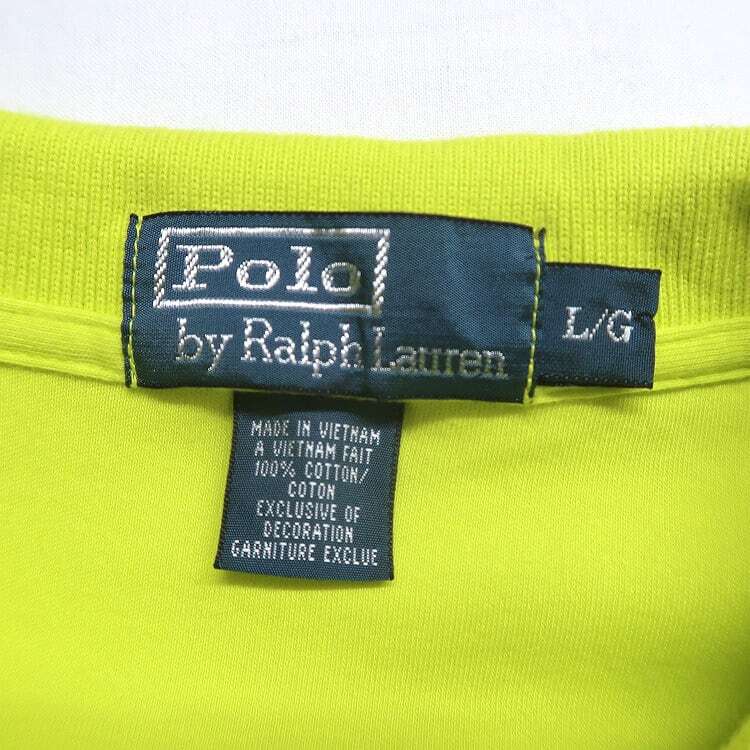 Polo
by Ralph Lauren
L/G
MADE IN VIETNAM
A VIETNAM FAIT
100% COTTON/
COTON
EXCLUSIVE OF
DECORATION
GARNITURE EXCLUE